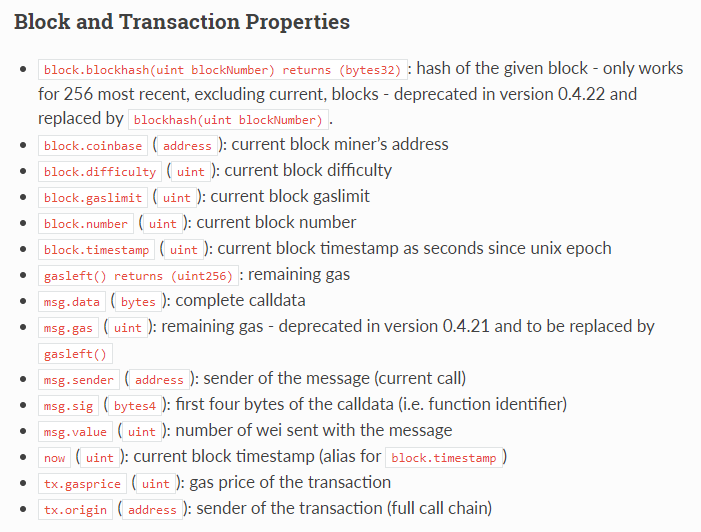 Block and Transaction Properties
block.blockhash(uint blockNumber) returns (bytes32) : hash of the given block - only works
for 256 most recent, excluding current, blocks - deprecated in version 0.4.22 and
replaced by blockhash(uint blockNumber) .
block.coinbase ( address ): current block miner’s address
block.difficulty ( uint ): current block difficulty
block.gaslimit ( uint ): current block gaslimit
block.number ( uint ): current block number
block.timestamp ( uint ): current block timestamp as seconds since unix epoch
gasleft() returns (uint256) : remaining gas
msg.data ( bytes ): complete calldata
msg.gas ( uint ): remaining gas - deprecated in version 0.4.21 and to be replaced by
gasleft()
msg.sender ( address ): sender of the message (current call)
msg.sig ( bytes4 ): first four bytes of the calldata (i.e. function identifier)
msg.value ( uint ): number of wei sent with the message
now ( uint ): current block timestamp (alias for block.timestamp )
tx.gasprice ( uint ): gas price of the transaction
tx.origin ( address ): sender of the transaction (full call chain)